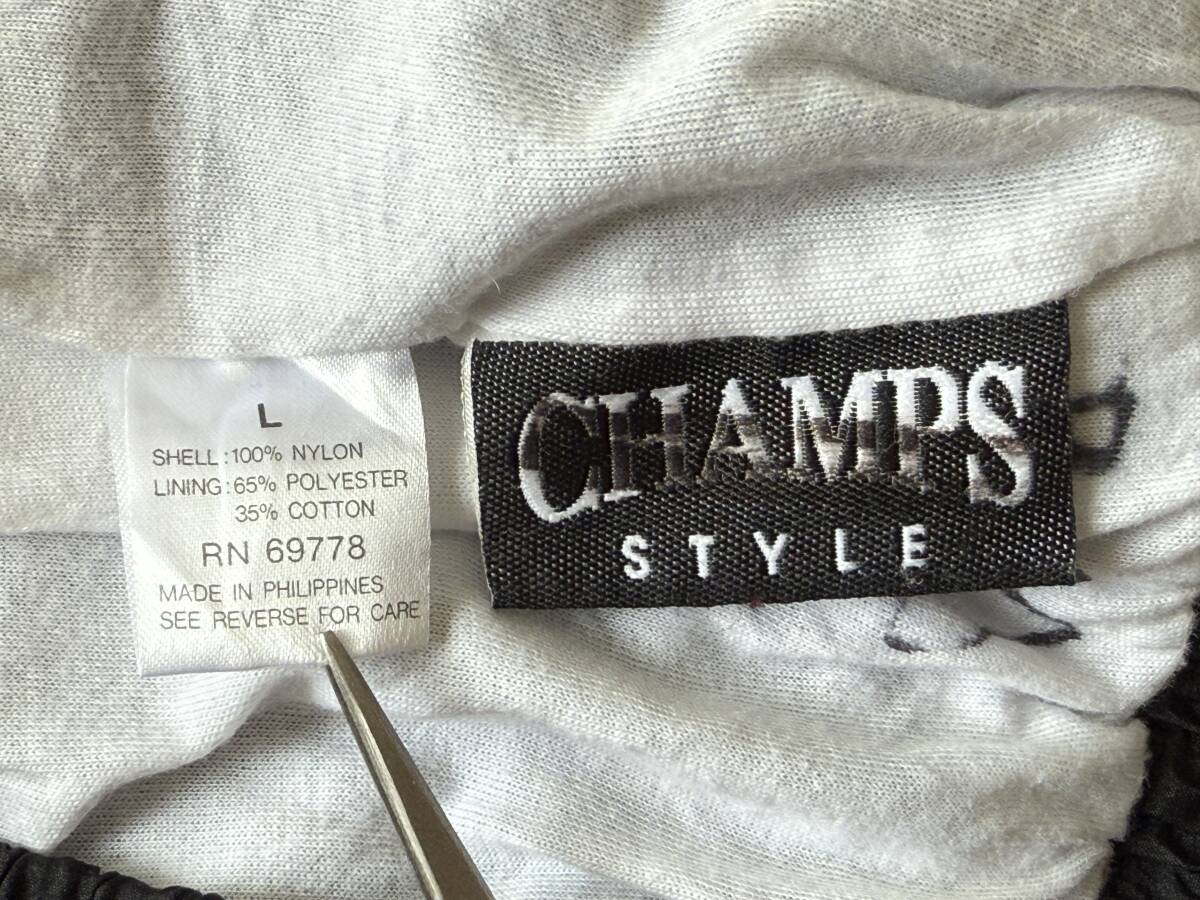 L
SHELL:100% NYLON
LINING:65% POLYESTER
35% COTTON
RN 69778
MADE IN PHILIPPINES
SEE REVERSE FOR CARE
CHAMPS
STYLE